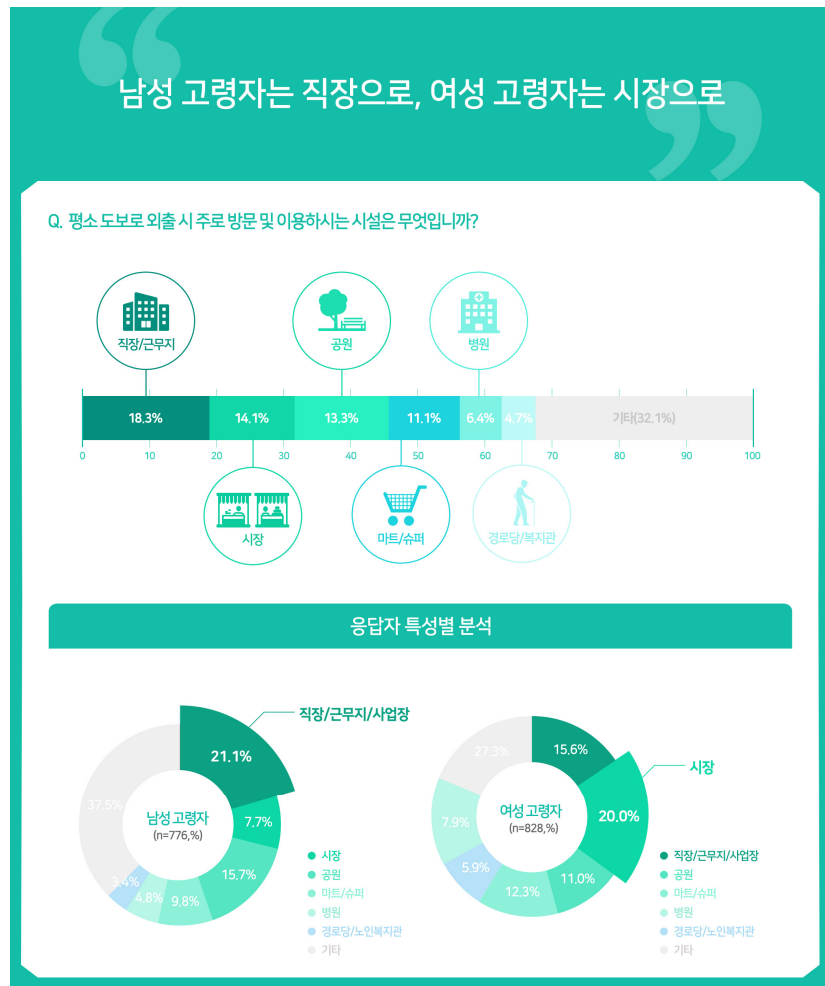 남성 고령자는 직장으로, 여성 고령자는 시장으로
Q. 평소 도보로 외출 시 주로 방문 및 이용하시는 시설은 무엇입니까?
직장/근무지
공원
병원
18.3%
14.1%
13.3%
11.1%
6.4%
4.7%
기타(32.1%)
0
10
20
30
40
50
60
70
80
90
100
시장
마트/슈퍼
경로당/복지관
응답자 특성별 분석
직장/근무지/사업장
21.1%
7.7%
15.7%
9.8%
4.8%
3.4%
37.5%
남성 고령자
(n=776,%)
시장
공원
마트/슈퍼
병원
경로당/노인복지관
기타
시장
15.6%
20.0%
11.0%
12.3%
5.9%
7.9%
27.3%
여성 고령자
(n=828,%)
직장/근무지/사업장
공원
마트/슈퍼
병원
경로당/노인복지관
기타